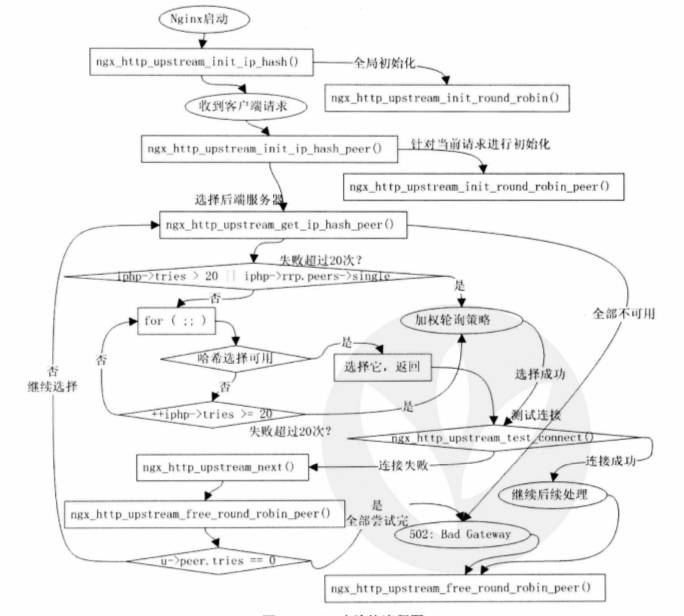 Nginx启动
ngx_http_upstream_init_ip_hash()
全局初始化
ngx_http_upstream_init_round_robin()
收到客户端请求
ngx_http_upstream_init_ip_hash_peer()
针对当前请求进行初始化
ngx_http_upstream_init_round_robin_peer()
选择后端服务器
ngx_http_upstream_get_ip_hash_peer()
失败超过20次?
iphp->tries > 20 || iphp->rrp.peers->single
是
否
for ( ;; )
加权轮询策略
全部不可用
哈希选择可用
是
选择它，返回
否
否
继续选择
否
选择成功
++iphp->tries >= 20
是
测试连接
失败超过20次?
ngx_http_upstream_test_connect()
ngx_http_upstream_next()
连接失败
连接成功
继续后续处理
ngx_http_upstream_free_round_robin_peer()
是
全部尝试完
502: Bad Gateway
u->peer.tries == 0
ngx_http_upstream_free_round_robin_peer()